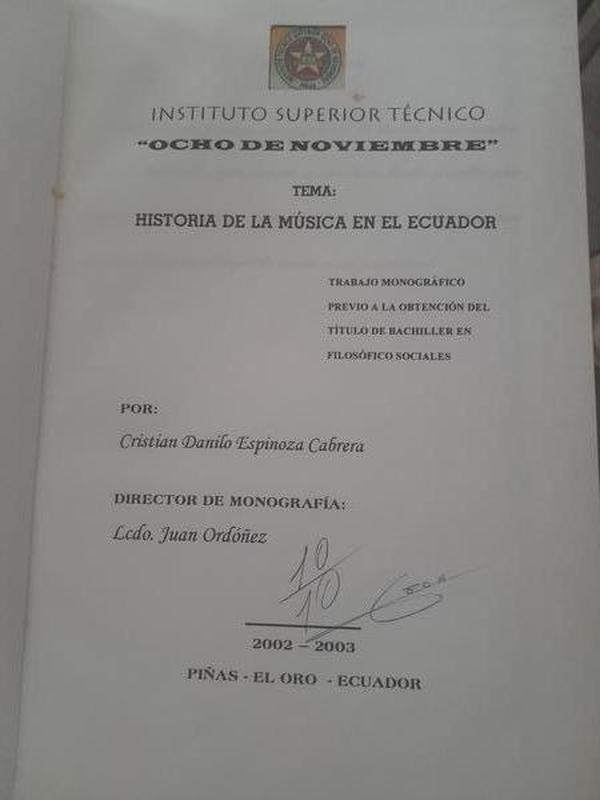 INSTITUTO SUPERIOR TÉCNICO
“OCHO DE NOVIEMBRE”
TEMA:
HISTORIA DE LA MÚSICA EN EL ECUADOR
TRABAJO MONOGRÁFICO
PREVIO A LA OBTENCIÓN DEL
TÍTULO DE BACHILLER EN
FILOSÓFICO SOCIALES
POR:
Cristian Danilo Espinoza Cabrera
DIRECTOR DE MONOGRAFÍA:
Lcdo. Juan Ordóñez
10/10
2002 – 2003
PIÑAS - EL ORO - ECUADOR